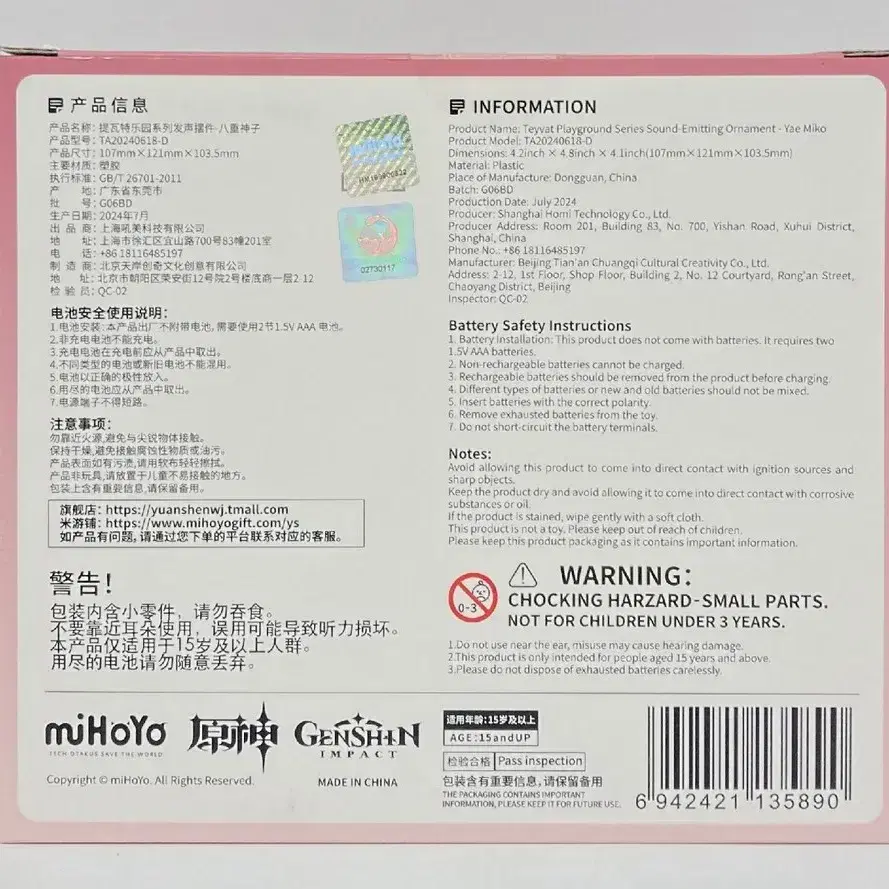 产品信息
产品名称: 提瓦特乐园系列发声摆件-八重神子
产品型号: TA20240618-D
产品尺寸: 107mm×121mm×103.5mm
主要材质: 塑胶
执行标准: GB/T 26701-2011
产 地: 广东省东莞市
批 号: G06BD
生产日期: 2024年7月
出 品 商: 上海吼美科技有限公司
地 址: 上海市徐汇区宜山路700号83幢201室
电 话: +86 18116485197
制 造 商: 北京天岸创奇文化创意有限公司
地 址: 北京市朝阳区荣安街12号院2号楼底商一层2-12
检 验 员: QC-02
02730117
电池安全使用说明:
1.电池安装: 本产品出厂不附带电池, 需要使用2节1.5V AAA 电池。
2.非充电电池不能充电。
3.充电电池在充电前应从产品中取出。
4.不同类型的电池或新旧电池不能混用。
5.电池以正确的极性放入。
6.用尽的电池应从产品中取出。
7.电源端子不得短路。
注意事项:
勿靠近火源,避免与尖锐物体接触。
保持干燥,避免接触腐蚀性物质或油污。
产品表面如有污渍,请用软布轻轻擦拭。
产品非玩具,请放置于儿童不易接触的地方。
包装上含有重要信息,请保留备用。
旗舰店: https://yuanshenwj.tmall.com
米游铺: https://www.mihoyogift.com/ys
如产品有问题,请通过您下单的平台联系对应的客服。
警告!
包装内含小零件，请勿吞食。
不要靠近耳朵使用，误用可能导致听力损坏。
本产品仅适用于15岁及以上人群。
用尽的电池请勿随意丢弃。
INFORMATION
Product Name: Teyvat Playground Series Sound-Emitting Ornament - Yae Miko
Product Model: TA20240618-D
Dimensions: 4.2inch × 4.8inch × 4.1inch(107mm×121mm×103.5mm)
Material: Plastic
Place of Manufacture: Dongguan, China
Batch: G06BD
Production Date: July 2024
Producer: Shanghai Homi Technology Co., Ltd.
Producer Address: Room 201, Building 83, No. 700, Yishan Road, Xuhui District,
Shanghai, China
Phone No.: +86 18116485197
Manufacturer: Beijing Tian'an Chuangqi Cultural Creativity Co., Ltd.
Address: 2-12, 1st Floor, Shop Floor, Building 2, No. 12 Courtyard, Rong'an Street,
Chaoyang District, Beijing
Inspector: QC-02
Battery Safety Instructions
1. Battery Installation: This product does not come with batteries. It requires two
1.5V AAA batteries.
2. Non-rechargeable batteries cannot be charged.
3. Rechargeable batteries should be removed from the product before charging.
4. Different types of batteries or new and old batteries should not be mixed.
5. Insert batteries with the correct polarity.
6. Remove exhausted batteries from the toy.
7. Do not short-circuit the battery terminals.
Notes:
Avoid allowing this product to come into direct contact with ignition sources and
sharp objects.
Keep the product dry and avoid allowing it to come into direct contact with corrosive
substances or oil.
If the product is stained, wipe gently with a soft cloth.
This product is not a toy. Please keep out of reach of children.
Please keep this product packaging as it contains important information.
0-3
WARNING:
CHOCKING HARZARD-SMALL PARTS.
NOT FOR CHILDREN UNDER 3 YEARS.
1.Do not use near the ear, misuse may cause hearing damage.
2.This product is only intended for people aged 15 years and above.
3.Please do not dispose of exhausted batteries carelessly.
miHoYo
TECH OTAKUS SAVE THE WORLD
原神
GENSHIN
IMPACT
Copyright © miHoYo. All Rights Reserved.
MADE IN CHINA
适用年龄:15岁及以上
AGE:15andUP
检验合格 Pass inspection
包装含有重要信息,请保留备用
THE PACKAGING CONTAINS IMPORTANT
INFORMATION, PLEASE KEEP IT FOR FUTURE USE.
6 942421 135890